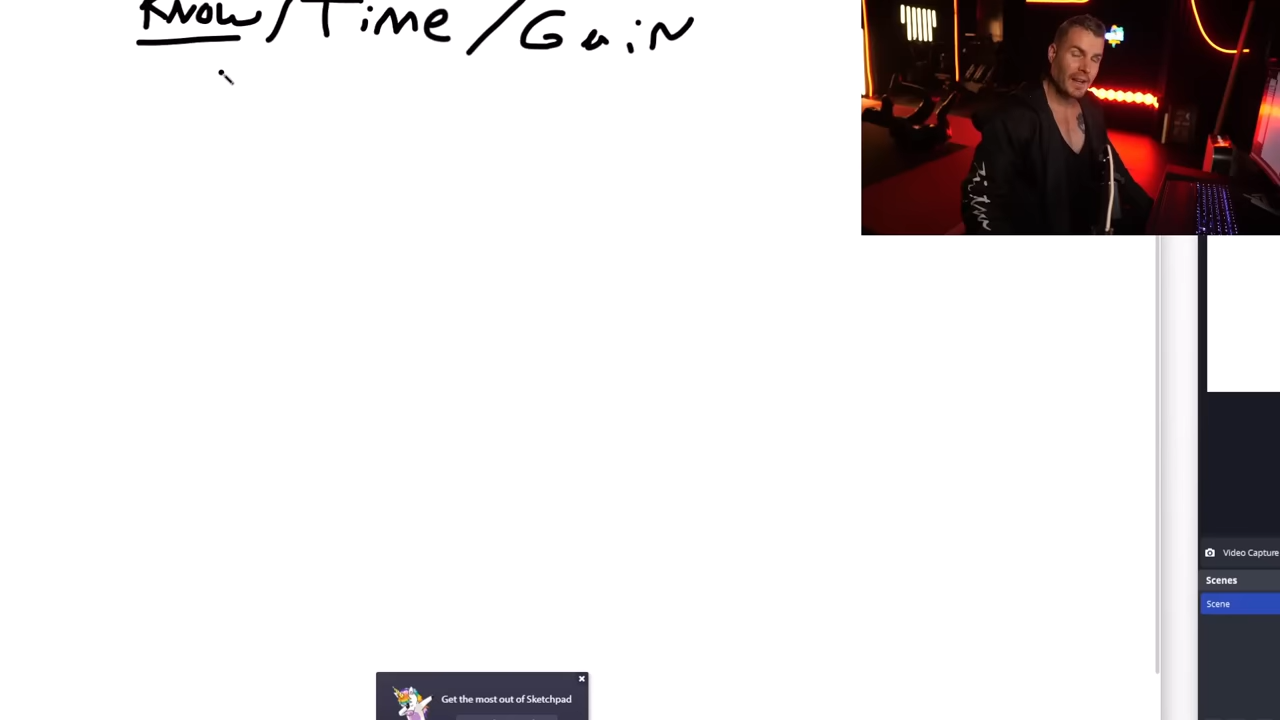 Know/Time/Gain
Video Capture
Scenes
Scene
Get the most out of Sketchpad